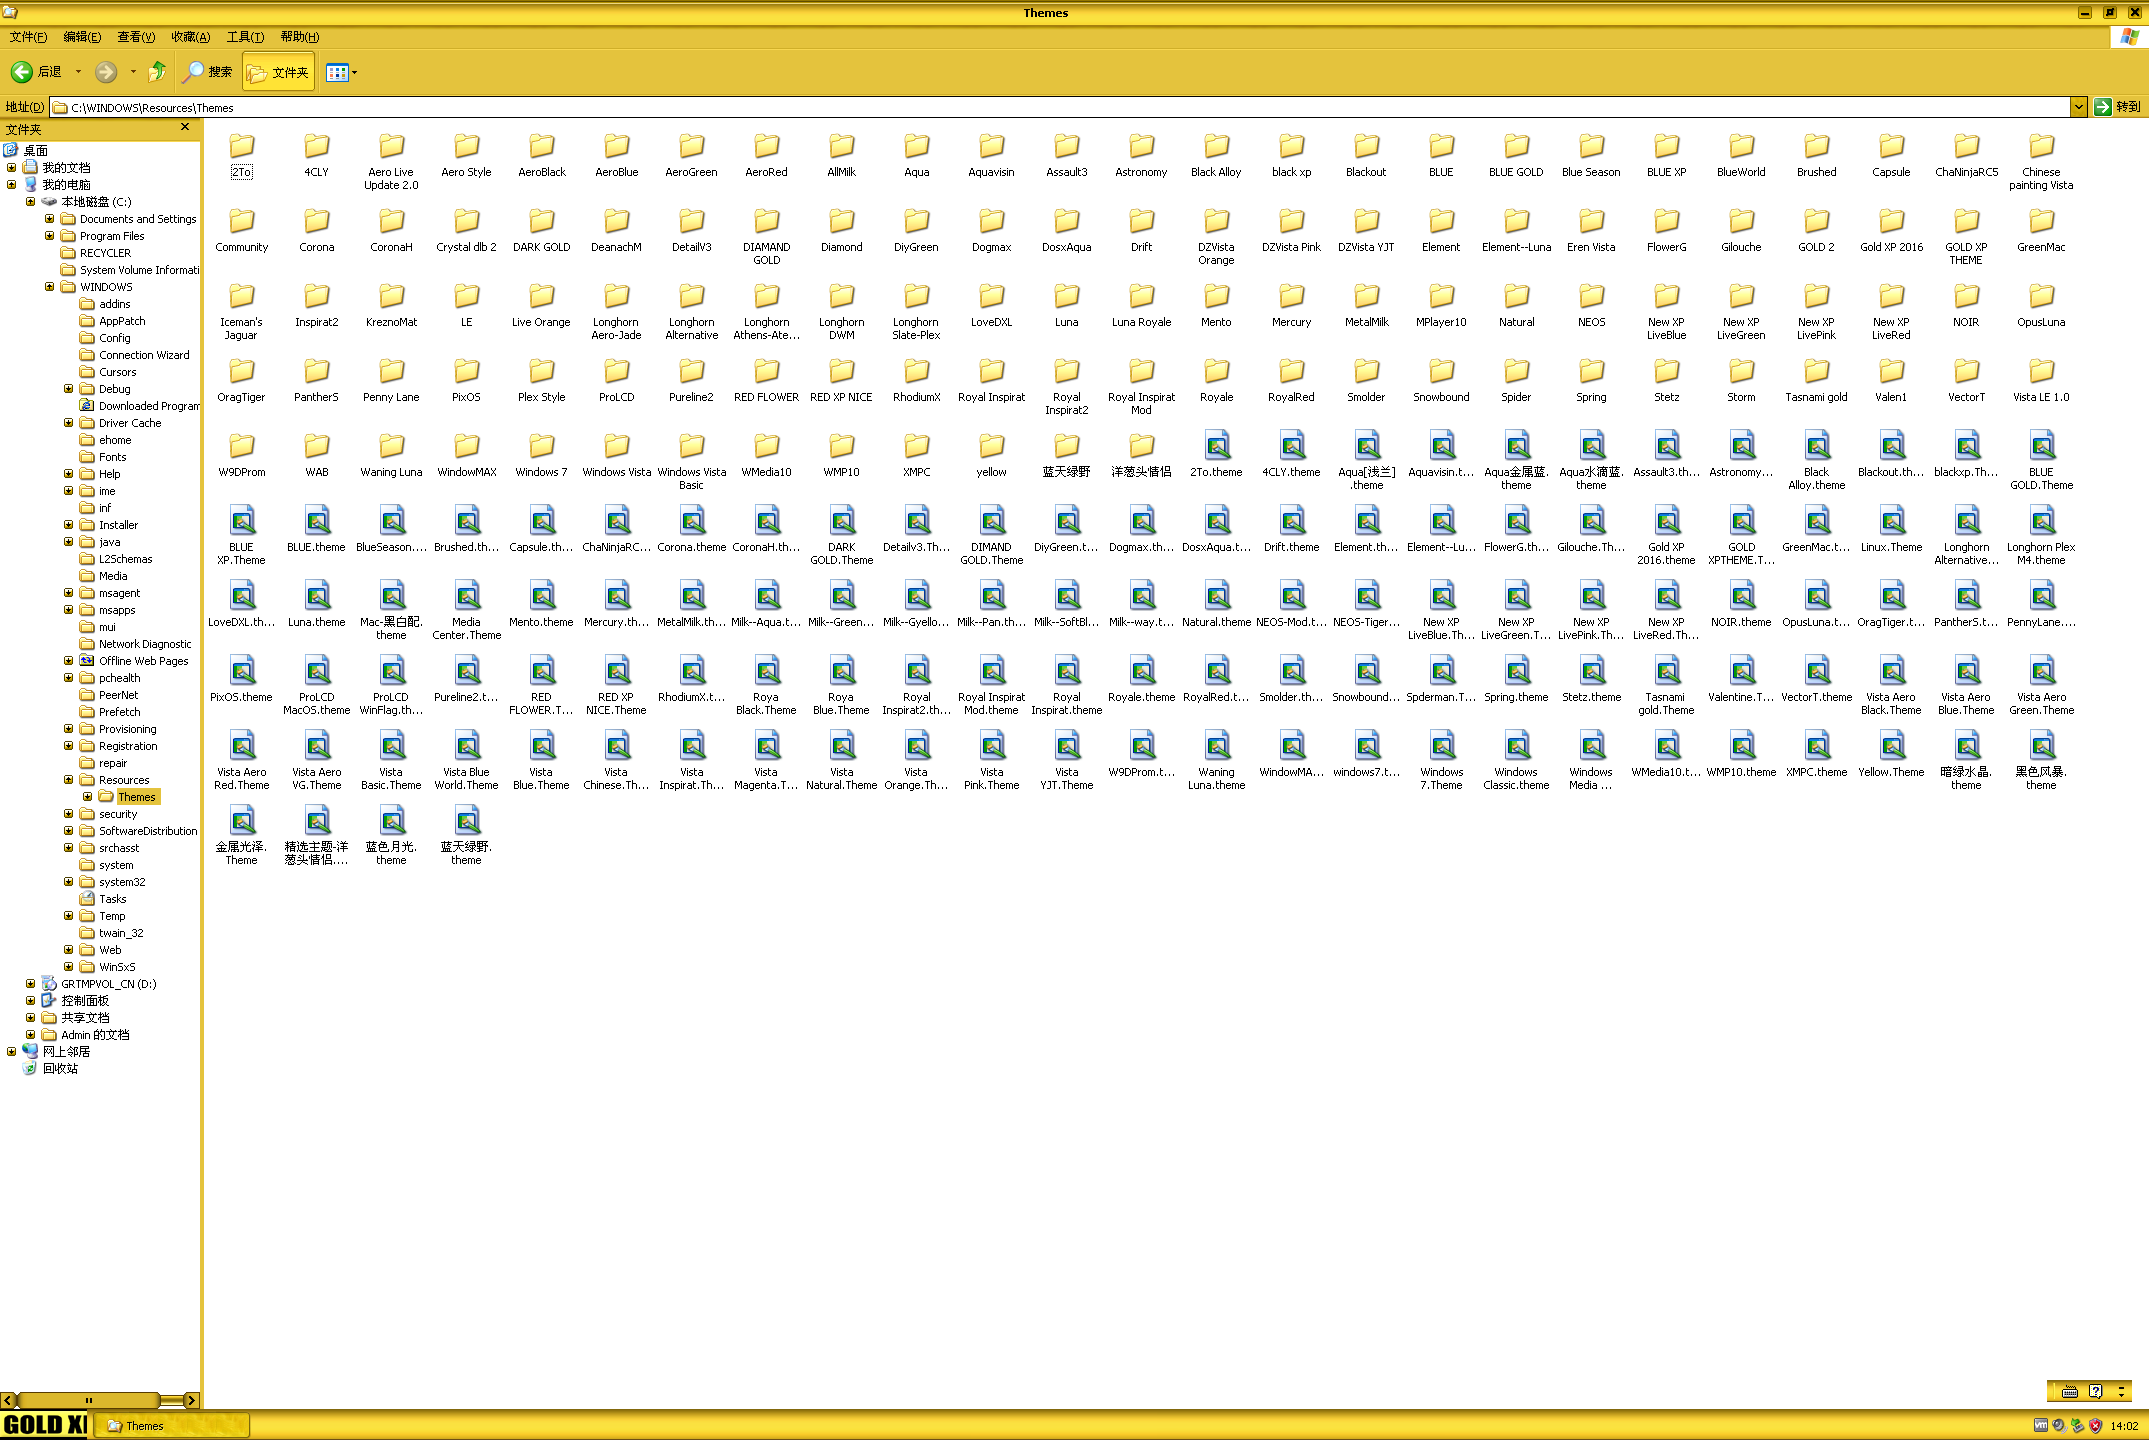 Themes
文件(F) 编辑(E) 查看(V) 收藏(A) 工具(T) 帮助(H)
后退 搜索 文件夹
地址(D) C:\WINDOWS\Resources\Themes 转到
文件夹
桌面
我的文档
我的电脑
本地磁盘 (C:)
Documents and Settings
Program Files
RECYCLER
System Volume Informati
WINDOWS
addins
AppPatch
Config
Connection Wizard
Cursors
Debug
Downloaded Program
Driver Cache
ehome
Fonts
Help
ime
inf
Installer
java
L2Schemas
Media
msagent
msapps
mui
Network Diagnostic
Offline Web Pages
pchealth
PeerNet
Prefetch
Provisioning
Registration
repair
Resources
Themes
security
SoftwareDistribution
srchasst
system
system32
Tasks
Temp
twain_32
Web
WinSxS
GRTMPVOL_CN (D:)
控制面板
共享文档
Admin 的文档
网上邻居
回收站
2To 4CLY Aero Live Aero Style AeroBlack AeroBlue AeroGreen AeroRed AllMilk Aqua Aquavisin Assault3 Astronomy Black Alloy black xp Blackout BLUE BLUE GOLD Blue Season BLUE XP BlueWorld Brushed Capsule ChaNinjaRC5 Chinese
Update 2.0 painting Vista
Community Corona CoronaH Crystal dlb 2 DARK GOLD DeanachM DetailV3 DIAMAND Diamond DiyGreen Dogmax DosxAqua Drift DZVista DZVista Pink DZVista YJT Element Element--Luna Eren Vista FlowerG Gilouche GOLD 2 Gold XP 2016 GOLD XP GreenMac
GOLD Orange THEME
Iceman's Inspirat2 KreznoMat LE Live Orange Longhorn Longhorn Longhorn Longhorn Longhorn LoveDXL Luna Luna Royale Mento Mercury MetalMilk MPlayer10 Natural NEOS New XP New XP New XP New XP NOIR OpusLuna
Jaguar Aero-Jade Alternative Athens-Ate... DWM Slate-Plex LiveBlue LiveGreen LivePink LiveRed
OragTiger PantherS Penny Lane PixOS Plex Style ProLCD Pureline2 RED FLOWER RED XP NICE RhodiumX Royal Inspirat Royal Royal Inspirat Royale RoyalRed Smolder Snowbound Spider Spring Stetz Storm Tasnami gold Valen1 VectorT Vista LE 1.0
Inspirat2 Mod
W9DProm WAB Waning Luna WindowMAX Windows 7 Windows Vista Windows Vista WMedia10 WMP10 XMPC yellow 蓝天绿野 洋葱头情侣 2To.theme 4CLY.theme Aqua[浅兰] Aquavisin.t... Aqua金属蓝. Aqua水滴蓝. Assault3.th... Astronomy... Black Blackout.th... blackxp.Th... BLUE
Basic .theme theme theme Alloy.theme GOLD.Theme
BLUE BLUE.theme BlueSeason.... Brushed.th... Capsule.th... ChaNinjaRC... Corona.theme CoronaH.th... DARK Detailv3.Th... DIMAND DiyGreen.t... Dogmax.th... DosxAqua.t... Drift.theme Element.th... Element--Lu... FlowerG.th... Gilouche.Th... Gold XP GOLD GreenMac.t... Linux.Theme Longhorn Longhorn Plex
XP.Theme GOLD.Theme GOLD.Theme 2016.theme XPTHEME.T... Alternative... M4.theme
LoveDXL.th... Luna.theme Mac-黑白配. Media Mento.theme Mercury.th... MetalMilk.th... Milk--Aqua.t... Milk--Green... Milk--Gyello... Milk--Pan.th... Milk--SoftBl... Milk--way.t... Natural.theme NEOS-Mod.t... NEOS-Tiger... New XP New XP New XP New XP NOIR.theme OpusLuna.t... OragTiger.t... PantherS.t... PennyLane....
theme Center.Theme LiveBlue.Th... LiveGreen.T... LivePink.Th... LiveRed.Th...
PixOS.theme ProLCD ProLCD Pureline2.t... RED RED XP RhodiumX.t... Roya Roya Royal Royal Inspirat Royal Royale.theme RoyalRed.t... Smolder.th... Snowbound... Spderman.T... Spring.theme Stetz.theme Tasnami Valentine.T... VectorT.theme Vista Aero Vista Aero Vista Aero
MacOS.theme WinFlag.th... FLOWER.T... NICE.Theme Black.Theme Blue.Theme Inspirat2.th... Mod.theme Inspirat.theme gold.Theme Black.Theme Blue.Theme Green.Theme
Vista Aero Vista Aero Vista Vista Blue Vista Vista Vista Vista Vista Vista Vista Vista W9DProm.t... Waning WindowMA... windows7.t... Windows Windows Windows WMedia10.t... WMP10.theme XMPC.theme Yellow.Theme 暗绿水晶. 黑色风暴.
Red.Theme VG.Theme Basic.Theme World.Theme Blue.Theme Chinese.Th... Inspirat.Th... Magenta.T... Natural.Theme Orange.Th... Pink.Theme YJT.Theme Luna.theme 7.Theme Classic.theme Media ... theme theme
金属光泽. 精选主题-洋 蓝色月光. 蓝天绿野.
Theme 葱头情侣.... theme theme
GOLD XI Themes 14:02